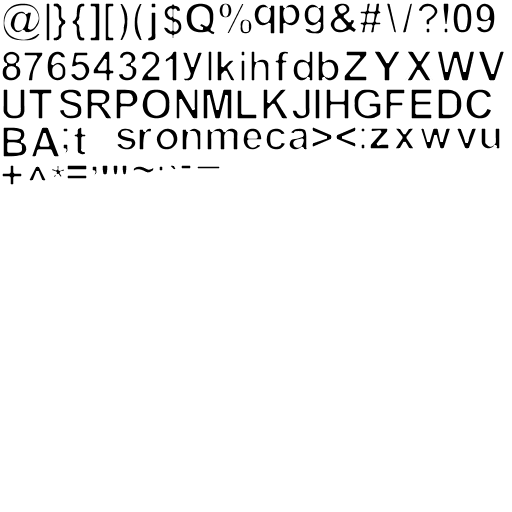 @|}{][)(j$Q%qpg&#\/?!09
87654321ylkihfdbZYXWV
UTSRPONMLKJIHGFEDC
BA;t sronmeca><:zxwvu
+^*=,"'~.`-_